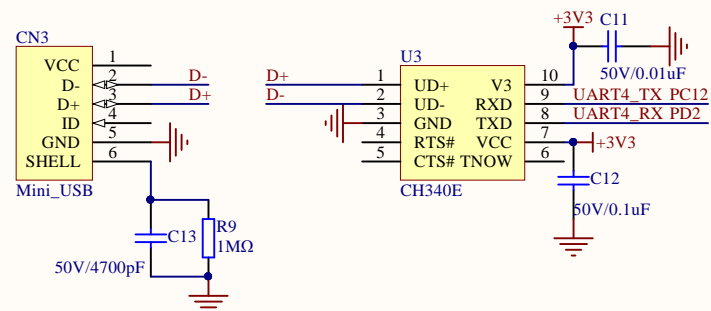 CN3
VCC 1
D- 2 D-
D+ 3 D+
ID 4
GND 5
SHELL 6
Mini_USB
C13
50V/4700pF
R9
1MΩ
U3
D+ 1 UD+ V3 10
D- 2 UD- RXD 9 UART4_TX PC12
3 GND TXD 8 UART4_RX PD2
4 RTS# VCC 7 +3V3
5 CTS# TNOW 6
CH340E
+3V3
C11
50V/0.01uF
C12
50V/0.1uF